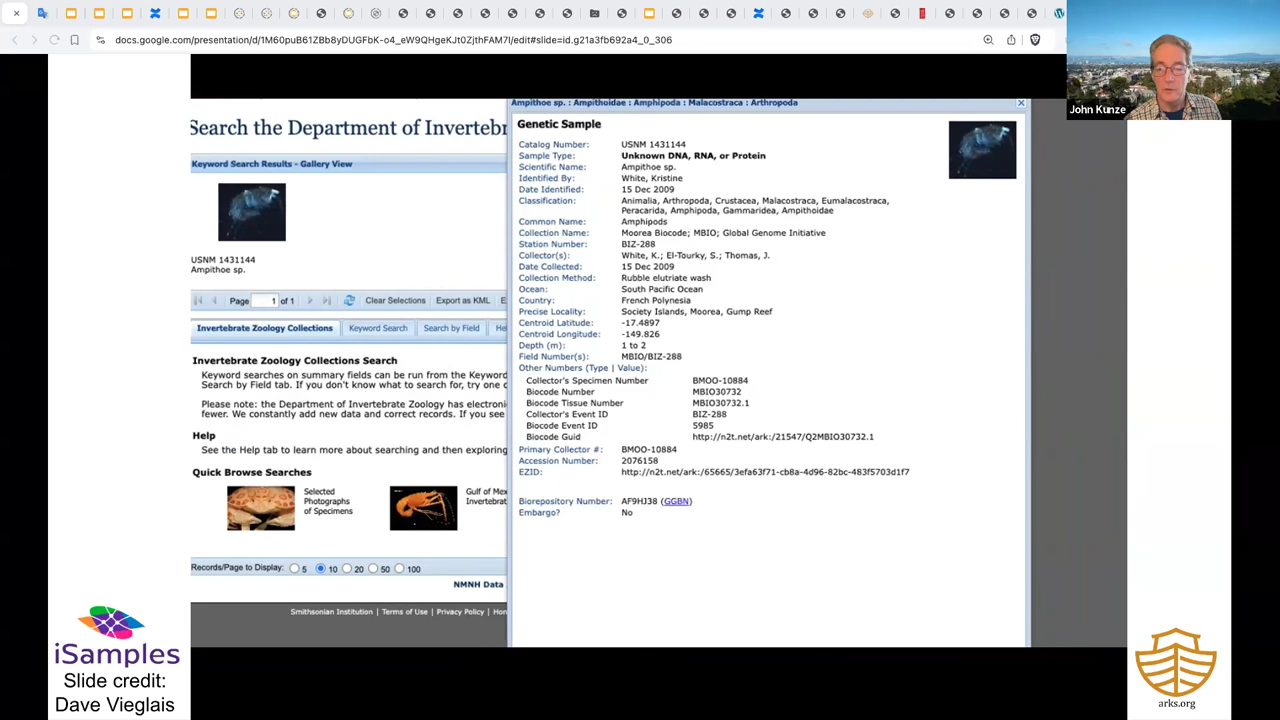 docs.google.com/presentation/d/1M60puB61ZBb8yDUGFbK-o4_eW9QHgeKJt0ZjthFAM7I/edit#slide=id.g21a3fb692a4_0_306
John Kunze
Search the Department of Invertebr
Keyword Search Results - Gallery View
USNM 1431144
Ampithoe sp.
Page 1 of 1 Clear Selections Export as KML E
Invertebrate Zoology Collections Keyword Search Search by Field Hel
Invertebrate Zoology Collections Search
Keyword searches on summary fields can be run from the Keyword
Search by Field tab. If you don't know what to search for, try one o
Please note: the Department of Invertebrate Zoology has electronic
fewer. We constantly add new data and correct records. If you see
Help
See the Help tab to learn more about searching and then exploring
Quick Browse Searches
Selected
Photographs
of Specimens
Gulf of Mex
Invertebrat
Records/Page to Display: 5 10 20 50 100
NMNH Data
Smithsonian Institution | Terms of Use | Privacy Policy | Hom
Ampithoe sp. : Ampithoidae : Amphipoda : Malacostraca : Arthropoda
Genetic Sample
Catalog Number: USNM 1431144
Sample Type: Unknown DNA, RNA, or Protein
Scientific Name: Ampithoe sp.
Identified By: White, Kristine
Date Identified: 15 Dec 2009
Classification: Animalia, Arthropoda, Crustacea, Malacostraca, Eumalacostraca,
Peracarida, Amphipoda, Gammaridea, Ampithoidae
Common Name: Amphipods
Collection Name: Moorea Biocode; MBIO; Global Genome Initiative
Station Number: BIZ-288
Collector(s): White, K.; El-Tourky, S.; Thomas, J.
Date Collected: 15 Dec 2009
Collection Method: Rubble elutriate wash
Ocean: South Pacific Ocean
Country: French Polynesia
Precise Locality: Society Islands, Moorea, Gump Reef
Centroid Latitude: -17.4897
Centroid Longitude: -149.826
Depth (m): 1 to 2
Field Number(s): MBIO/BIZ-288
Other Numbers (Type | Value):
Collector's Specimen Number BMOO-10884
Biocode Number MBIO30732
Biocode Tissue Number MBIO30732.1
Collector's Event ID BIZ-288
Biocode Event ID 5985
Biocode Guid http://n2t.net/ark:/21547/Q2MBIO30732.1
Primary Collector #: BMOO-10884
Accession Number: 2076158
EZID: http://n2t.net/ark:/65665/3efa63f71-cb8a-4d96-82bc-483f5703d1f7
Biorepository Number: AF9HJ38 (GGBN)
Embargo? No
iSamples
Slide credit:
Dave Vieglais
arks.org